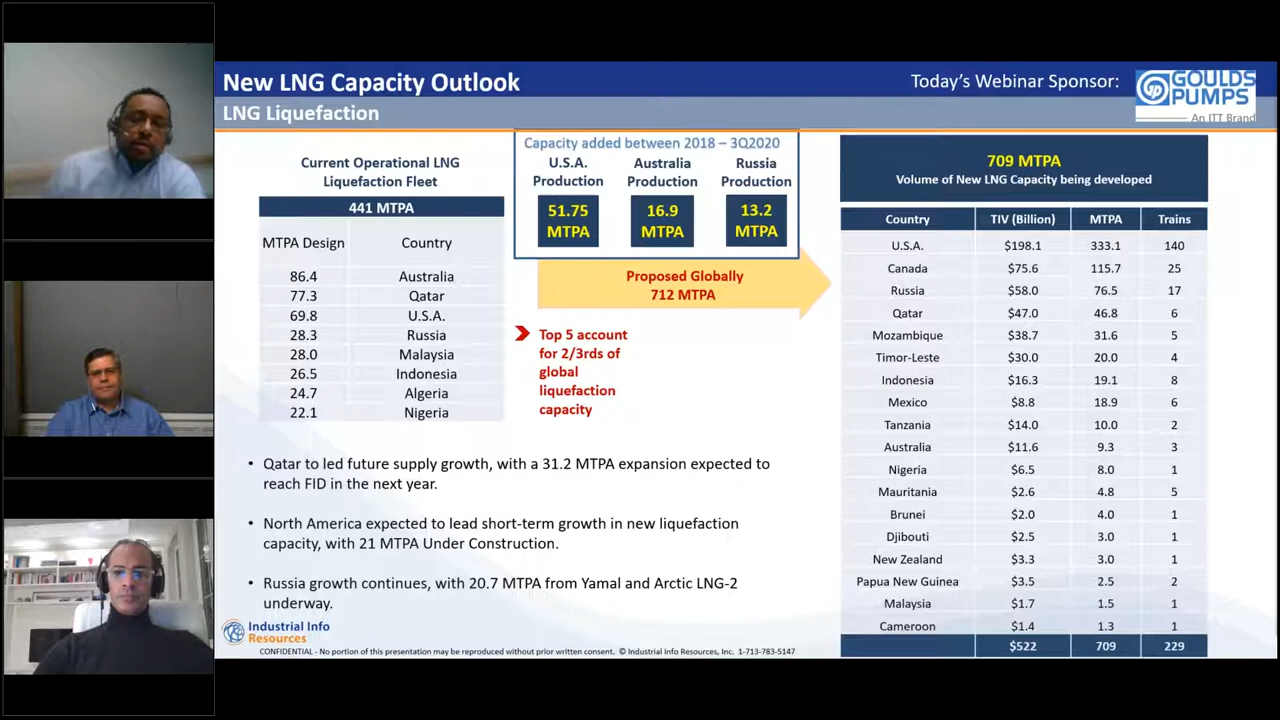 New LNG Capacity Outlook
Today's Webinar Sponsor:
GOULDS
PUMPS
An ITT Brand
LNG Liquefaction
Current Operational LNG
Liquefaction Fleet
441 MTPA
MTPA Design Country
86.4 Australia
77.3 Qatar
69.8 U.S.A.
28.3 Russia
28.0 Malaysia
26.5 Indonesia
24.7 Algeria
22.1 Nigeria
Capacity added between 2018 – 3Q2020
U.S.A. Australia Russia
Production Production Production
51.75 16.9 13.2
MTPA MTPA MTPA
Proposed Globally
712 MTPA
Top 5 account
for 2/3rds of
global
liquefaction
capacity
709 MTPA
Volume of New LNG Capacity being developed
Country TIV (Billion) MTPA Trains
U.S.A. $198.1 333.1 140
Canada $75.6 115.7 25
Russia $58.0 76.5 17
Qatar $47.0 46.8 6
Mozambique $38.7 31.6 5
Timor-Leste $30.0 20.0 4
Indonesia $16.3 19.1 8
Mexico $8.8 18.9 6
Tanzania $14.0 10.0 2
Australia $11.6 9.3 3
Nigeria $6.5 8.0 1
Mauritania $2.6 4.8 5
Brunei $2.0 4.0 1
Djibouti $2.5 3.0 1
New Zealand $3.3 3.0 1
Papua New Guinea $3.5 2.5 2
Malaysia $1.7 1.5 1
Cameroon $1.4 1.3 1
$522 709 229
• Qatar to led future supply growth, with a 31.2 MTPA expansion expected to
reach FID in the next year.
• North America expected to lead short-term growth in new liquefaction
capacity, with 21 MTPA Under Construction.
• Russia growth continues, with 20.7 MTPA from Yamal and Arctic LNG-2
underway.
Industrial Info
Resources
CONFIDENTIAL - No portion of this presentation may be reproduced without prior written consent. © Industrial Info Resources, Inc. 1-713-783-5147